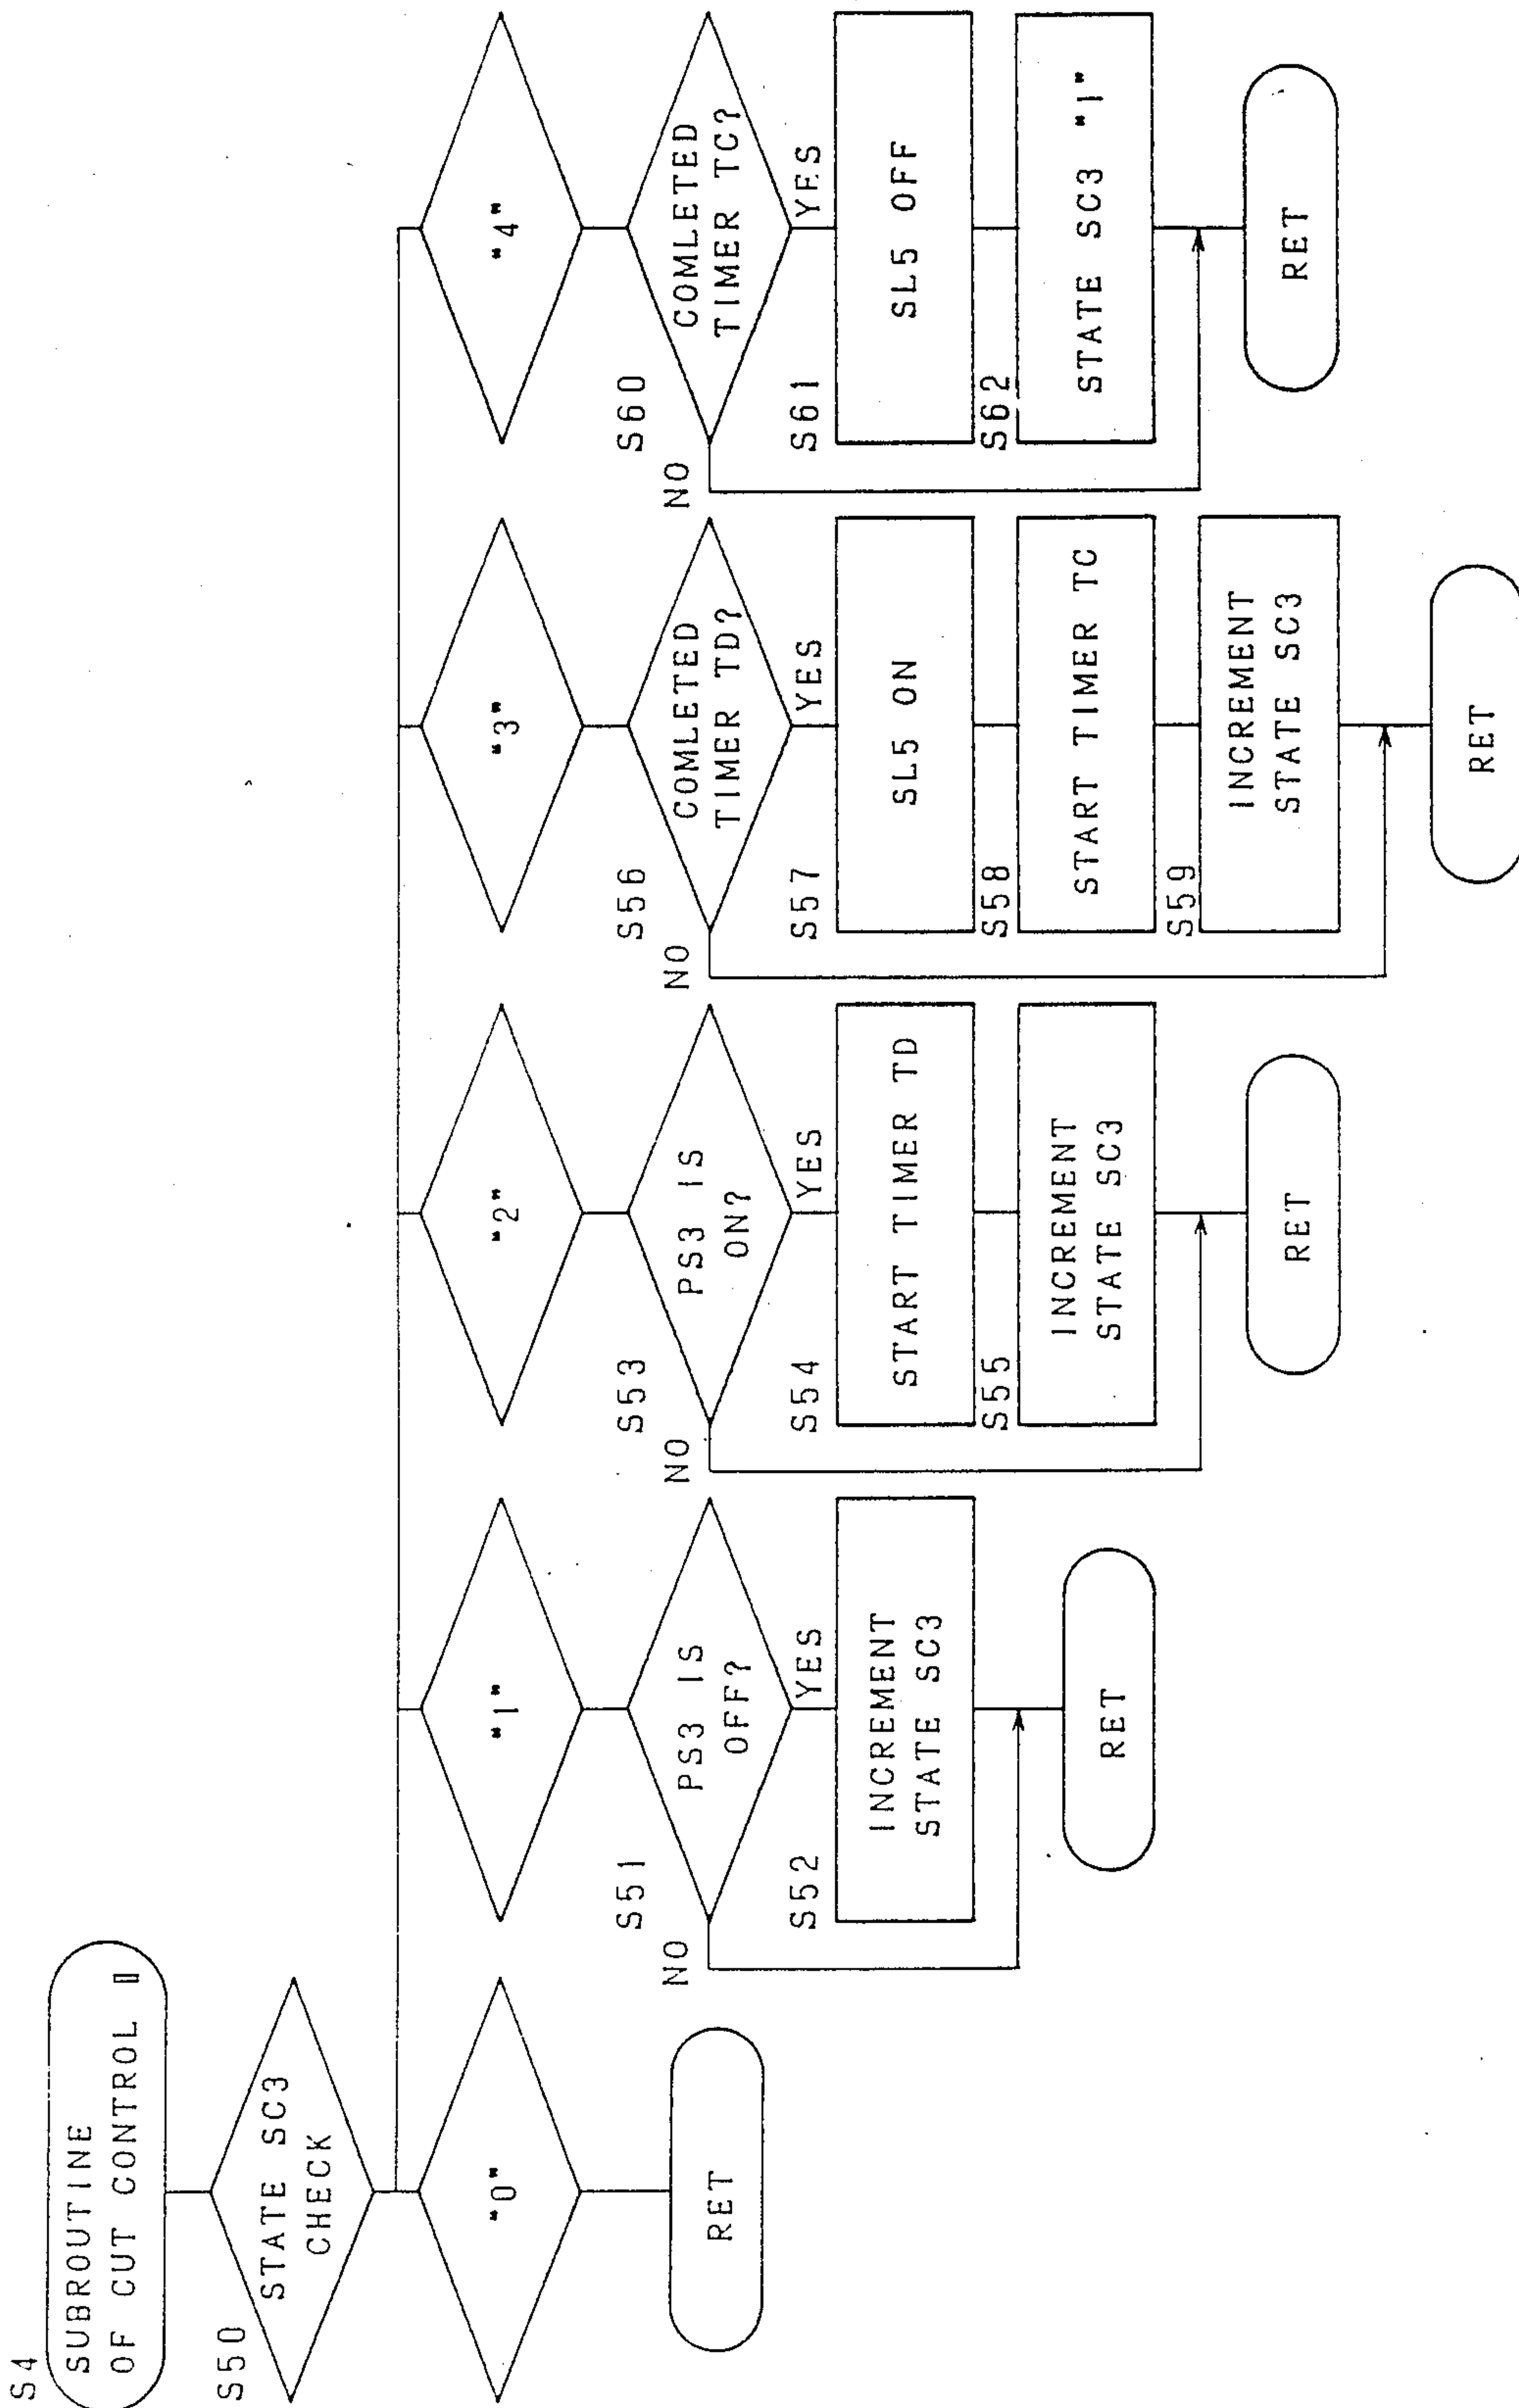 S4
SUBROUTINE
OF CUT CONTROL II
S50
STATE SC3
CHECK
"0"
RET
"1"
S51
PS3 IS
OFF?
NO
YES
S52
INCREMENT
STATE SC3
RET
"2"
S53
PS3 IS
ON?
NO
YES
S54
START TIMER TD
S55
INCREMENT
STATE SC3
RET
"3"
S56
COMLETED
TIMER TD?
NO
YES
S57
SL5 ON
S58
START TIMER TC
S59
INCREMENT
STATE SC3
RET
"4"
S60
COMLETED
TIMER TC?
NO
YES
S61
SL5 OFF
S62
STATE SC3 "1"
RET